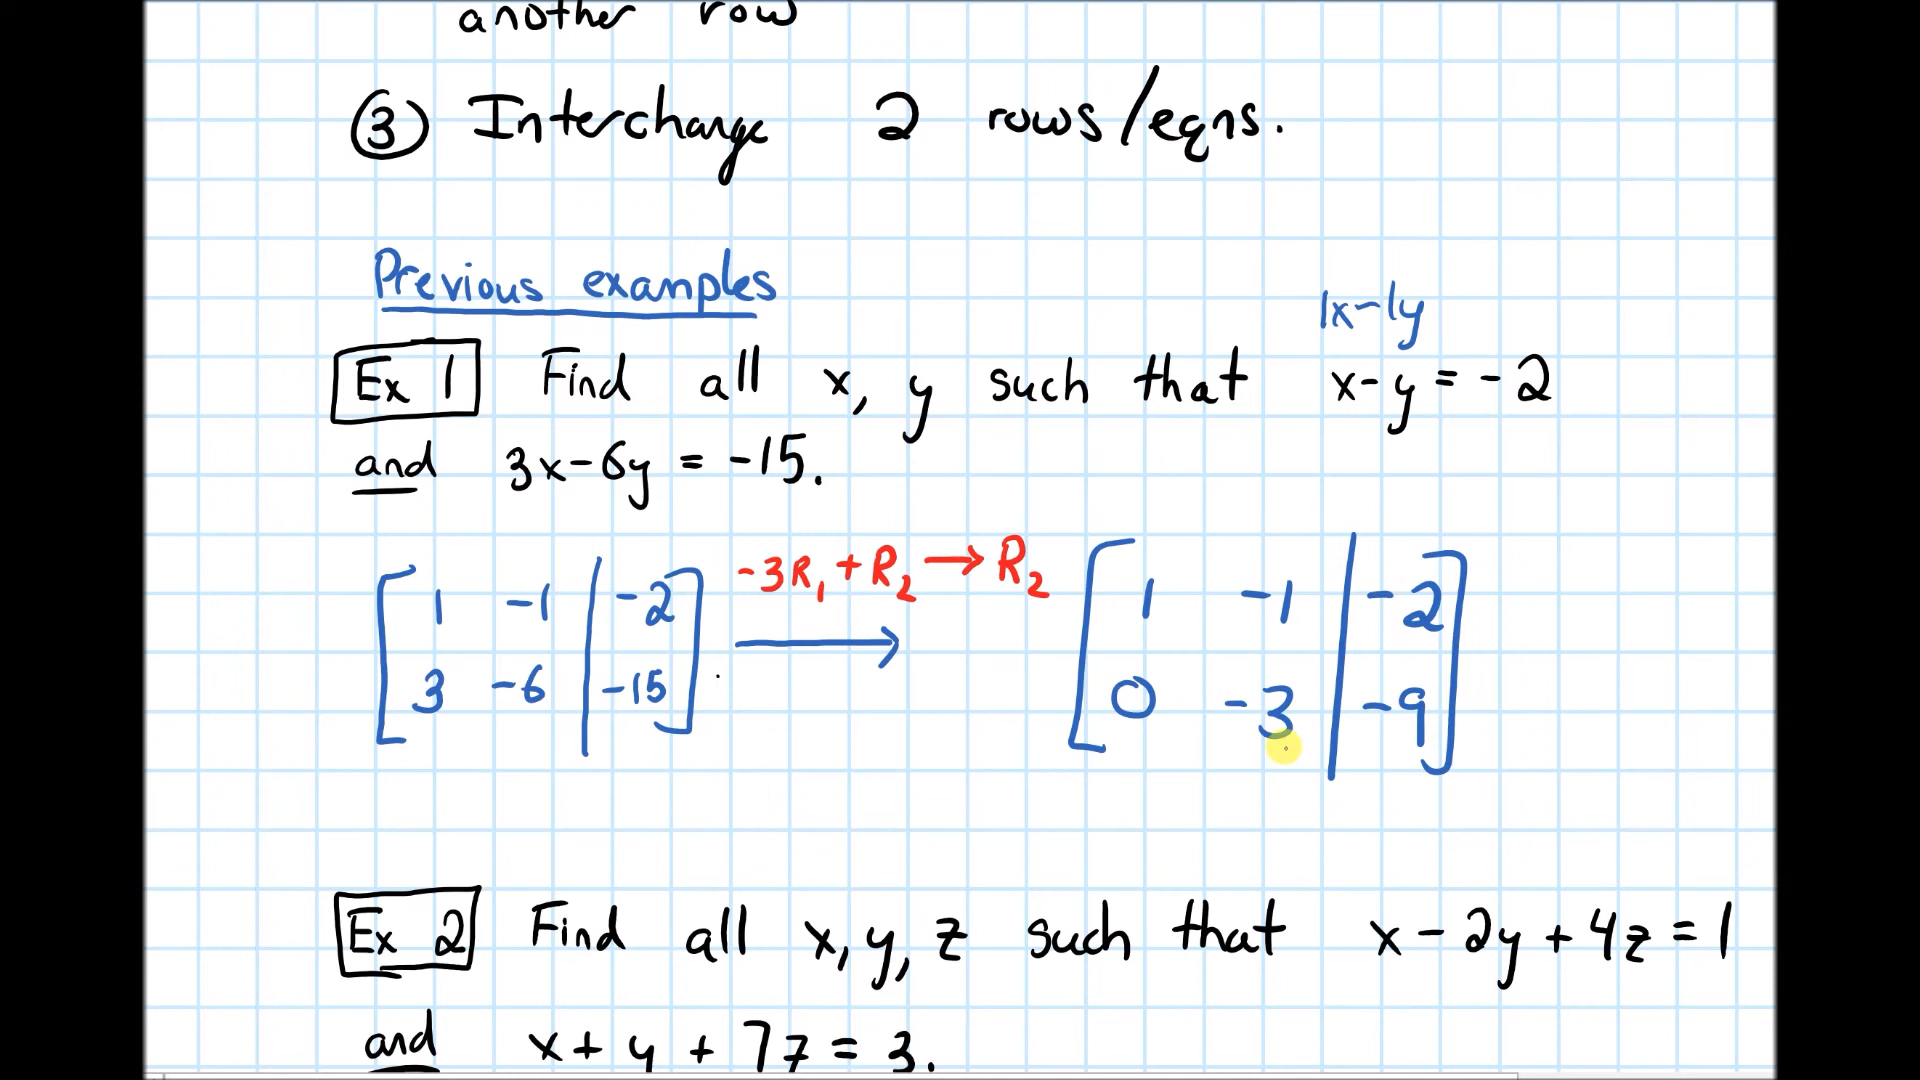 another row
③ Interchange 2 rows/eqns.
Previous examples
1x-1y
Ex 1 Find all x, y such that x-y = -2
and 3x-6y = -15.
-3R₁ + R₂ → R₂
1 -1 | -2
3 -6 | -15
→
1 -1 | -2
0 -3 | -9
Ex 2 Find all x, y, z such that x - 2y + 4z = 1
and x + y + 7z = 3.